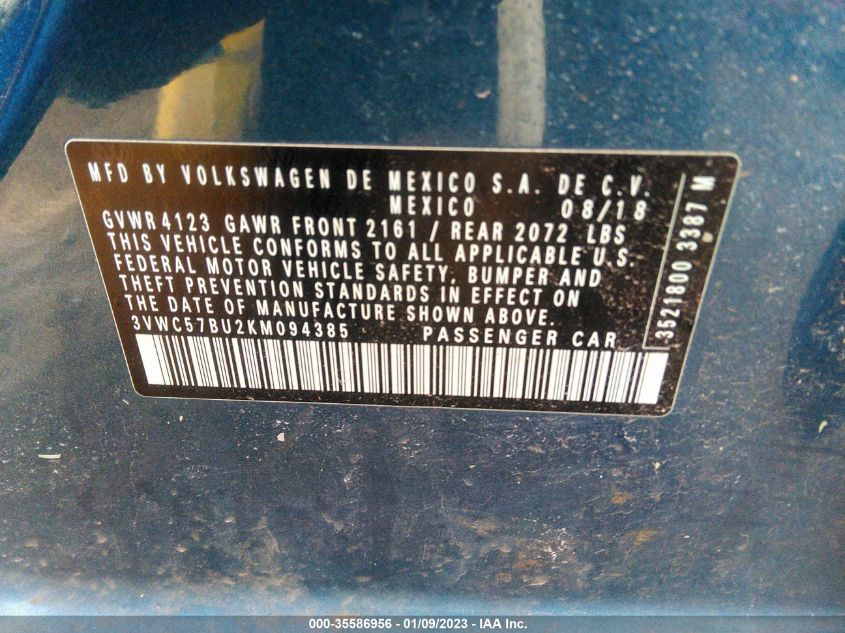 MFD BY VOLKSWAGEN DE MEXICO S.A. DE C.V.
MEXICO 08/18
GVWR 4123 GAWR FRONT 2161 / REAR 2072 LBS
THIS VEHICLE CONFORMS TO ALL APPLICABLE U.S.
FEDERAL MOTOR VEHICLE SAFETY, BUMPER AND
THEFT PREVENTION STANDARDS IN EFFECT ON
THE DATE OF MANUFACTURE SHOWN ABOVE.
3VWC57BU2KM094385 PASSENGER CAR
3521800 3387 M
000-35586956 - 01/09/2023 - IAA Inc.